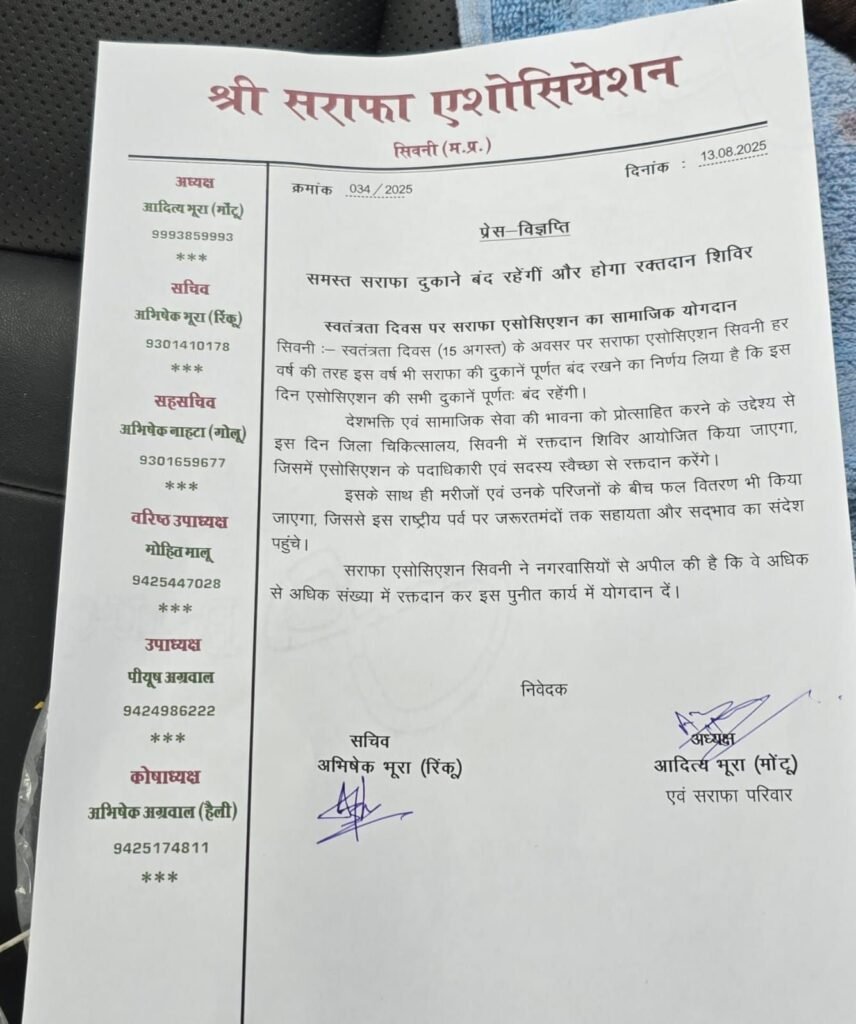 श्री सराफा एशोसियेशन
सिवनी (म.प्र.)
क्रमांक 034/2025
दिनांक : 13.08.2025
अध्यक्ष
आदित्य भूरा (मोंटू)
9993859993
***
सचिव
अभिषेक भूरा (रिंकू)
9301410178
***
सहसचिव
अभिषेक नाहटा (गोलू)
9301659677
***
वरिष्ठ उपाध्यक्ष
मोहित मालू
9425447028
***
उपाध्यक्ष
पीयूष अग्रवाल
9424986222
***
कोषाध्यक्ष
अभिषेक अग्रवाल (हैली)
9425174811
***
प्रेस–विज्ञप्ति
समस्त सराफा दुकाने बंद रहेंगीं और होगा रक्तदान शिविर
स्वतंत्रता दिवस पर सराफा एसोसिएशन का सामाजिक योगदान
सिवनी :– स्वतंत्रता दिवस (15 अगस्त) के अवसर पर सराफा एसोसिएशन सिवनी हर
वर्ष की तरह इस वर्ष भी सराफा की दुकानें पूर्णत बंद रखने का निर्णय लिया है कि इस
दिन एसोसिएशन की सभी दुकानें पूर्णतः बंद रहेंगी।
देशभक्ति एवं सामाजिक सेवा की भावना को प्रोत्साहित करने के उद्देश्य से
इस दिन जिला चिकित्सालय, सिवनी में रक्तदान शिविर आयोजित किया जाएगा,
जिसमें एसोसिएशन के पदाधिकारी एवं सदस्य स्वैच्छा से रक्तदान करेंगे।
इसके साथ ही मरीजों एवं उनके परिजनों के बीच फल वितरण भी किया
जाएगा, जिससे इस राष्ट्रीय पर्व पर जरूरतमंदों तक सहायता और सद्भाव का संदेश
पहुंचे।
सराफा एसोसिएशन सिवनी ने नगरवासियों से अपील की है कि वे अधिक
से अधिक संख्या में रक्तदान कर इस पुनीत कार्य में योगदान दें।
निवेदक
सचिव
अभिषेक भूरा (रिंकू)
अध्यक्ष
आदित्य भूरा (मोंटू)
एवं सराफा परिवार